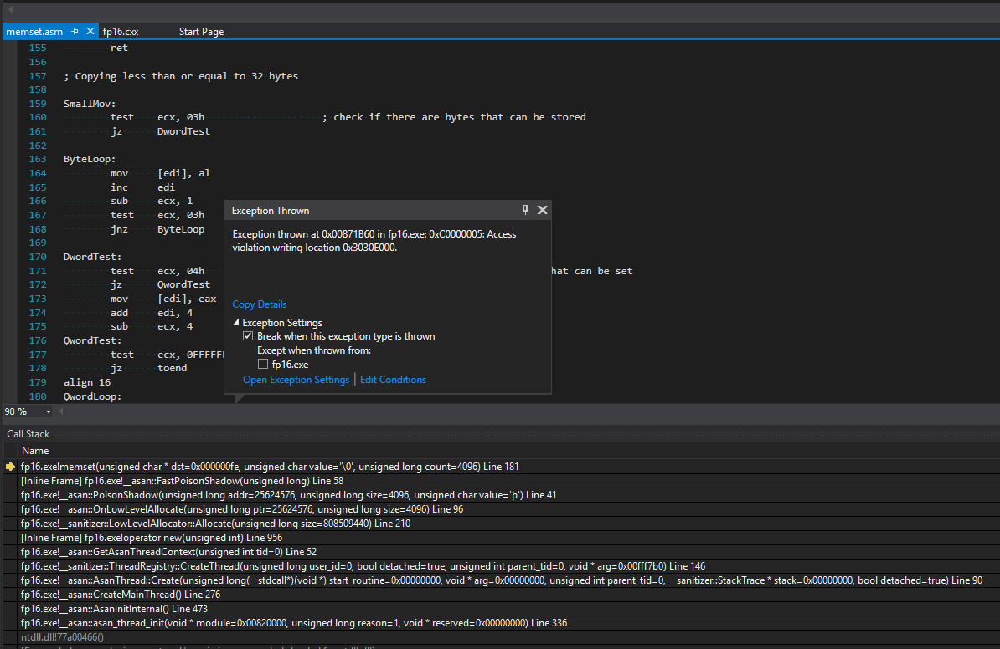 memset.asm fp16.cxx Start Page
155 ret
156
157 ; Copying less than or equal to 32 bytes
158
159 SmallMov:
160 test ecx, 03h ; check if there are bytes that can be stored
161 jz DwordTest
162
163 ByteLoop:
164 mov [edi], al
165 inc edi
166 sub ecx, 1
167 test ecx, 03h
168 jnz ByteLoop
169
170 DwordTest:
171 test ecx, 04h hat can be set
172 jz QwordTest
173 mov [edi], eax
174 add edi, 4
175 sub ecx, 4
176 QwordTest:
177 test ecx, 0FFFFF
178 jz toend
179 align 16
180 QwordLoop:
Exception Thrown
Exception thrown at 0x00871B60 in fp16.exe: 0xC0000005: Access
violation writing location 0x3030E000.
Copy Details
Exception Settings
Break when this exception type is thrown
Except when thrown from:
fp16.exe
Open Exception Settings | Edit Conditions
98 %
Call Stack
Name
fp16.exe!memset(unsigned char * dst=0x000000fe, unsigned char value='\0', unsigned long count=4096) Line 181
[Inline Frame] fp16.exe!__asan::FastPoisonShadow(unsigned long) Line 58
fp16.exe!__asan::PoisonShadow(unsigned long addr=25624576, unsigned long size=4096, unsigned char value='þ') Line 41
fp16.exe!__asan::OnLowLevelAllocate(unsigned long ptr=25624576, unsigned long size=4096) Line 96
fp16.exe!__sanitizer::LowLevelAllocator::Allocate(unsigned long size=808509440) Line 210
[Inline Frame] fp16.exe!operator new(unsigned int) Line 956
fp16.exe!__asan::GetAsanThreadContext(unsigned int tid=0) Line 52
fp16.exe!__sanitizer::ThreadRegistry::CreateThread(unsigned long user_id=0, bool detached=true, unsigned int parent_tid=0, void * arg=0x00fff7b0) Line 146
fp16.exe!__asan::AsanThread::Create(unsigned long(__stdcall*)(void *) start_routine=0x00000000, void * arg=0x00000000, unsigned int parent_tid=0, __sanitizer::StackTrace * stack=0x00000000, bool detached=true) Line 90
fp16.exe!__asan::CreateMainThread() Line 276
fp16.exe!__asan::AsanInitInternal() Line 473
fp16.exe!__asan::asan_thread_init(void * module=0x00820000, unsigned long reason=1, void * reserved=0x00000000) Line 336
ntdll.dll!77a00466()